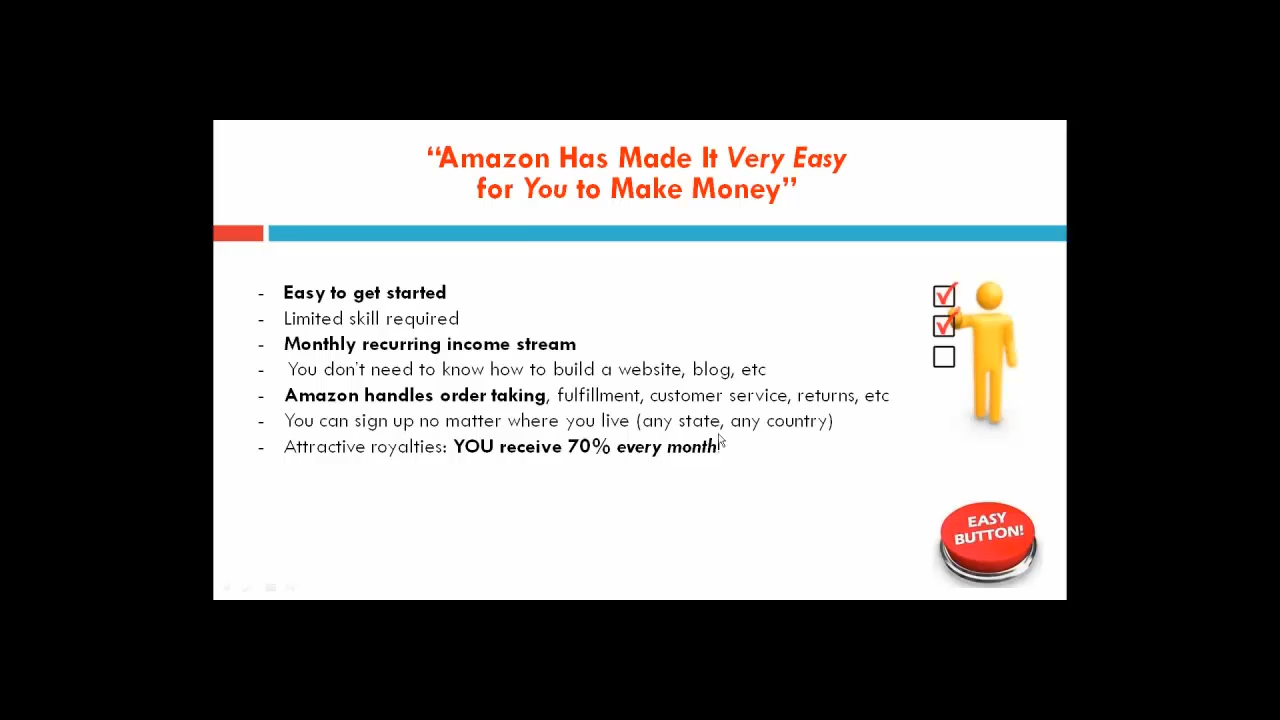 “Amazon Has Made It Very Easy
for You to Make Money”
- Easy to get started
- Limited skill required
- Monthly recurring income stream
- You don't need to know how to build a website, blog, etc
- Amazon handles order taking, fulfillment, customer service, returns, etc
- You can sign up no matter where you live (any state, any country)
- Attractive royalties: YOU receive 70% every month
EASY
BUTTON!